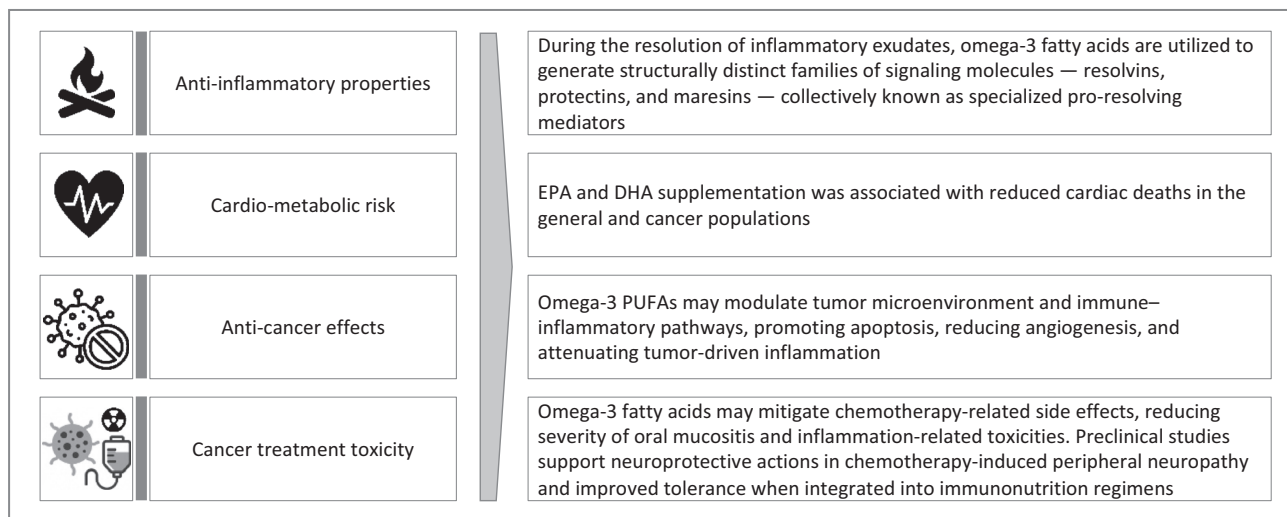 Anti-inflammatory properties
During the resolution of inflammatory exudates, omega-3 fatty acids are utilized to
generate structurally distinct families of signaling molecules — resolvins,
protectins, and maresins — collectively known as specialized pro-resolving
mediators
Cardio-metabolic risk
EPA and DHA supplementation was associated with reduced cardiac deaths in the
general and cancer populations
Anti-cancer effects
Omega-3 PUFAs may modulate tumor microenvironment and immune–
inflammatory pathways, promoting apoptosis, reducing angiogenesis, and
attenuating tumor-driven inflammation
Cancer treatment toxicity
Omega-3 fatty acids may mitigate chemotherapy-related side effects, reducing
severity of oral mucositis and inflammation-related toxicities. Preclinical studies
support neuroprotective actions in chemotherapy-induced peripheral neuropathy
and improved tolerance when integrated into immunonutrition regimens